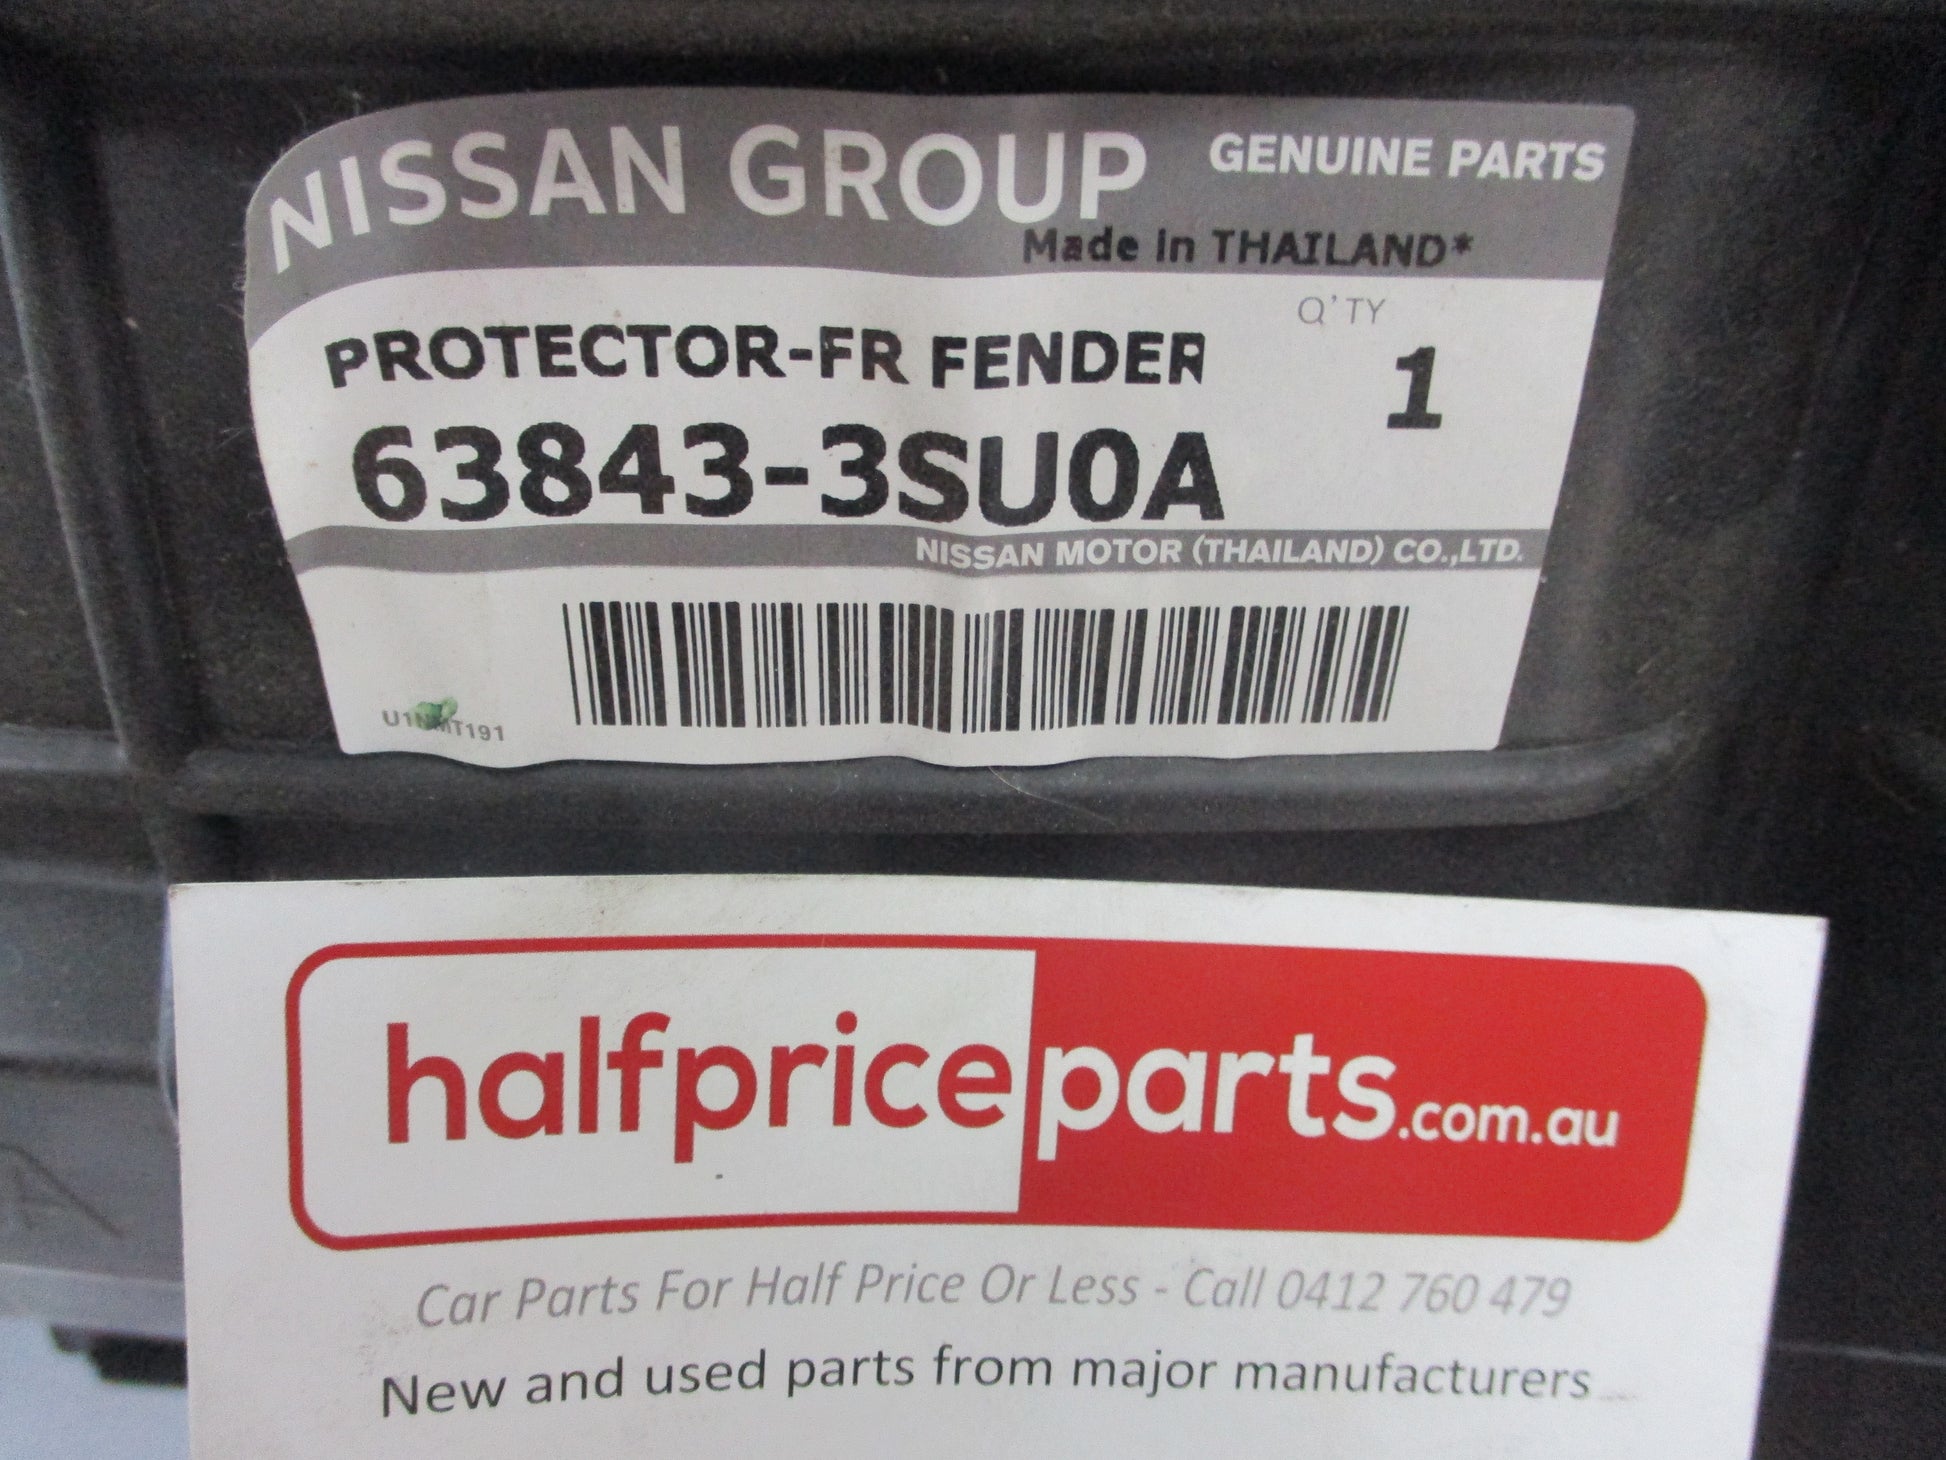 NISSAN GROUP GENUINE PARTS
Made in THAILAND*
Q'TY
PROTECTOR-FR FENDER 1
63843-3SU0A
NISSAN MOTOR (THAILAND) CO.,LTD.
halfpriceparts.com.au
Car Parts For Half Price Or Less - Call 0412 760 479
New and used parts from major manufacturers